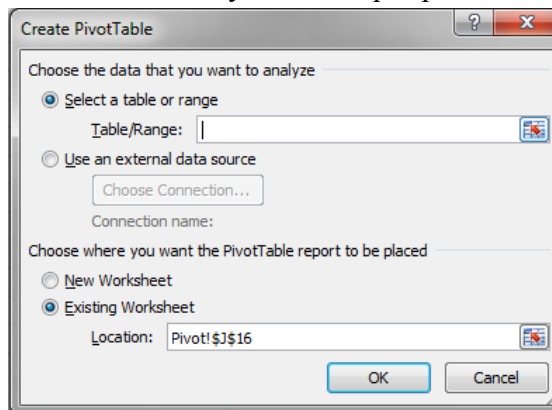 Create PivotTable
Choose the data that you want to analyze
Select a table or range
Table/Range:
Use an external data source
Choose Connection...
Connection name:
Choose where you want the PivotTable report to be placed
New Worksheet
Existing Worksheet
Location: Pivot!$J$16
OK Cancel